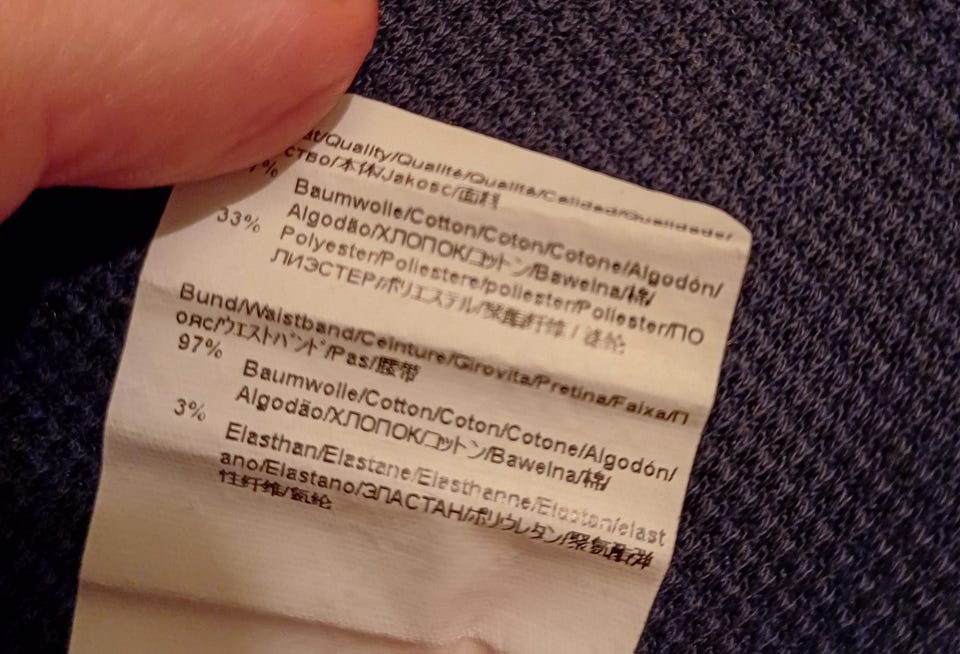 /Quality/Qualité/Qualità/Calidad/Qualidade/
СТВО/本体/Jakosc/面料
7%
Baumwolle/Cotton/Coton/Cotone/Algodón/
Algodão/ХЛОПОК/コットン/Bawelna/棉/
33%
Polyester/Poliestere/poliester/Poliester/ПО
ЛИЭСТЕР/ポリエステル/聚酯纤维 / 涤纶
Bund/Waistband/Ceinture/Girovita/Pretina/Faixa/П
ОЯС/ウエストバンド/Pas/腰带
97%
Baumwolle/Cotton/Coton/Cotone/Algodón/
Algodão/ХЛОПОК/コットン/Bawelna/棉/
3%
Elasthan/Elastane/Elasthanne/Elastan/elast
ano/Elastano/ЭЛАСТАН/ポリウレタン/聚氨酯弹
性纤维/氨纶